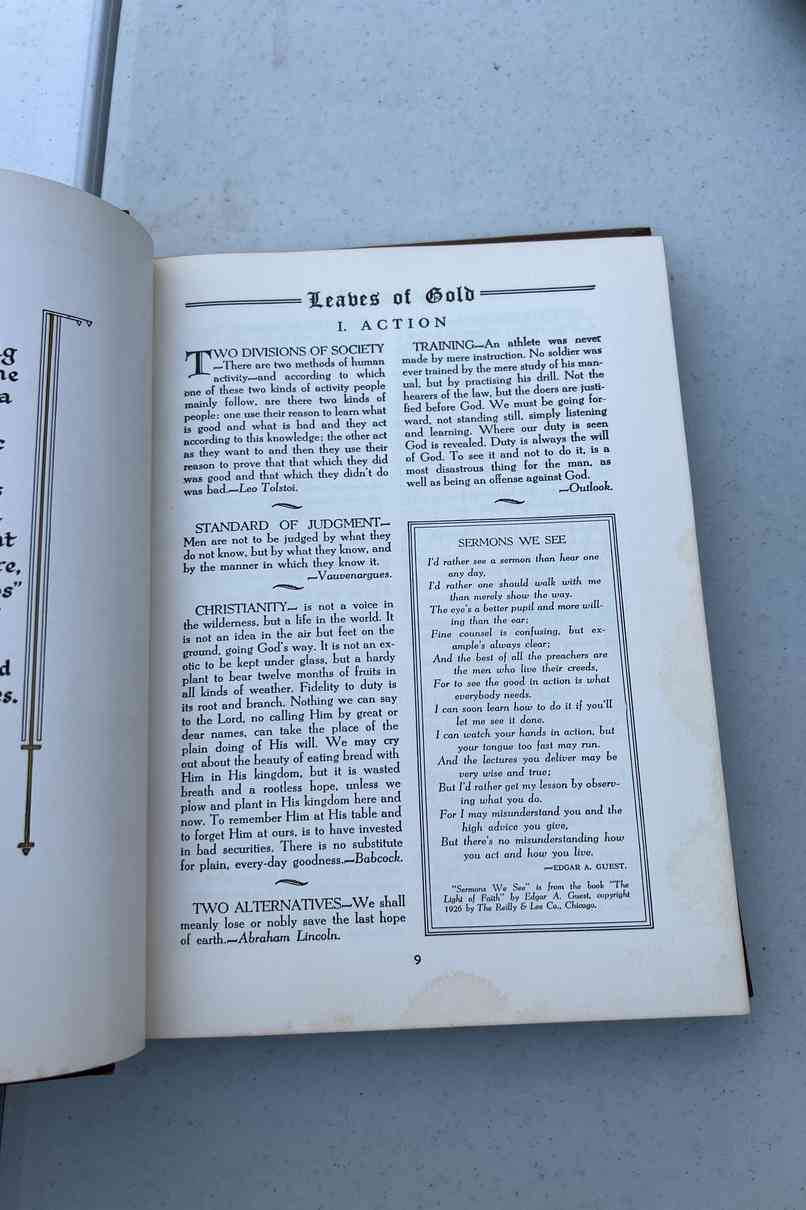 g
ne
a
t
re,
s"
d
s.
Leaves of Gold
I. ACTION
TWO DIVISIONS OF SOCIETY
—There are two methods of human
activity—and according to which
one of these two kinds of activity people
mainly follow, are there two kinds of
people: one use their reason to learn what
is good and what is bad and they act
according to this knowledge; the other act
as they want to and then they use their
reason to prove that that which they did
was good and that which they didn't do
was bad.—Leo Tolstoi.
STANDARD OF JUDGMENT—
Men are not to be judged by what they
do not know, but by what they know, and
by the manner in which they know it.
—Vauvenargues.
CHRISTIANITY— is not a voice in
the wilderness, but a life in the world. It
is not an idea in the air but feet on the
ground, going God's way. It is not an ex-
otic to be kept under glass, but a hardy
plant to bear twelve months of fruits in
all kinds of weather. Fidelity to duty is
its root and branch. Nothing we can say
to the Lord, no calling Him by great or
dear names, can take the place of the
plain doing of His will. We may cry
out about the beauty of eating bread with
Him in His kingdom, but it is wasted
breath and a rootless hope, unless we
plow and plant in His kingdom here and
now. To remember Him at His table and
to forget Him at ours, is to have invested
in bad securities. There is no substitute
for plain, every-day goodness.—Babcock.
TWO ALTERNATIVES—We shall
meanly lose or nobly save the last hope
of earth.—Abraham Lincoln.
TRAINING—An athlete was never
made by mere instruction. No soldier was
ever trained by the mere study of his man-
ual, but by practising his drill. Not the
hearers of the law, but the doers are justi-
fied before God. We must be going for-
ward, not standing still, simply listening
and learning. Where our duty is seen
God is revealed. Duty is always the will
of God. To see it and not to do it, is a
most disastrous thing for the man, as
well as being an offense against God.
—Outlook.
SERMONS WE SEE
I'd rather see a sermon than hear one
any day,
I'd rather one should walk with me
than merely show the way.
The eye's a better pupil and more will-
ing than the ear;
Fine counsel is confusing, but ex-
ample's always clear;
And the best of all the preachers are
the men who live their creeds,
For to see the good in action is what
everybody needs.
I can soon learn how to do it if you'll
let me see it done.
I can watch your hands in action, but
your tongue too fast may run.
And the lectures you deliver may be
very wise and true;
But I'd rather get my lesson by observ-
ing what you do.
For I may misunderstand you and the
high advice you give,
But there's no misunderstanding how
you act and how you live.
—EDGAR A. GUEST.
"Sermons We See" is from the book "The
Light of Faith" by Edgar A. Guest, copyright
1926 by The Reilly & Lee Co., Chicago.
9